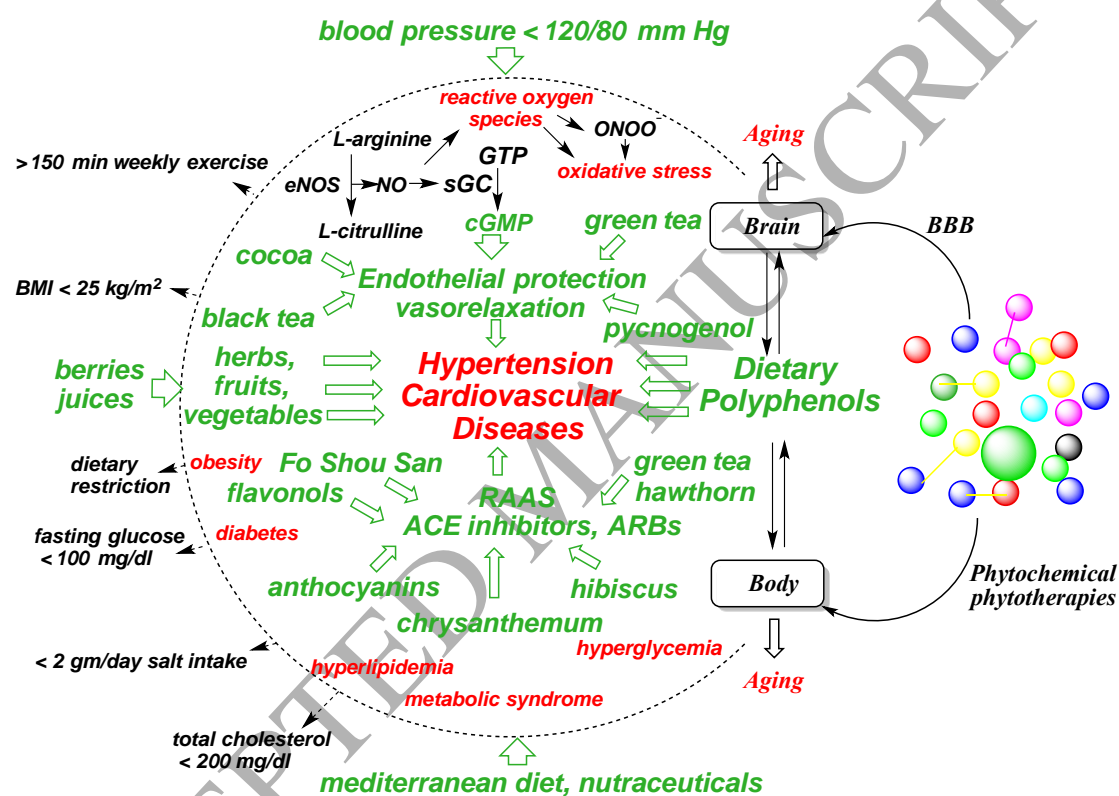 blood pressure < 120/80 mm Hg
reactive oxygen
species
ONOO-
L-arginine
Aging
> 150 min weekly exercise
GTP
oxidative stress
eNOS
NO
sGC
L-citrulline
cGMP
green tea
Brain
BBB
cocoa
Endothelial protection
vasorelaxation
BMI < 25 kg/m²
black tea
pycnogenol
berries
juices
herbs,
fruits,
vegetables
Hypertension
Cardiovascular
Diseases
Dietary
Polyphenols
dietary
restriction
obesity
Fo Shou San
flavonols
green tea
hawthorn
RAAS
ACE inhibitors, ARBs
fasting glucose
< 100 mg/dl
diabetes
anthocyanins
hibiscus
Body
Phytochemical
phytotherapies
chrysanthemum
< 2 gm/day salt intake
hyperlipidemia
hyperglycemia
metabolic syndrome
Aging
total cholesterol
< 200 mg/dl
mediterranean diet, nutraceuticals
EPTED MANUSCRIP